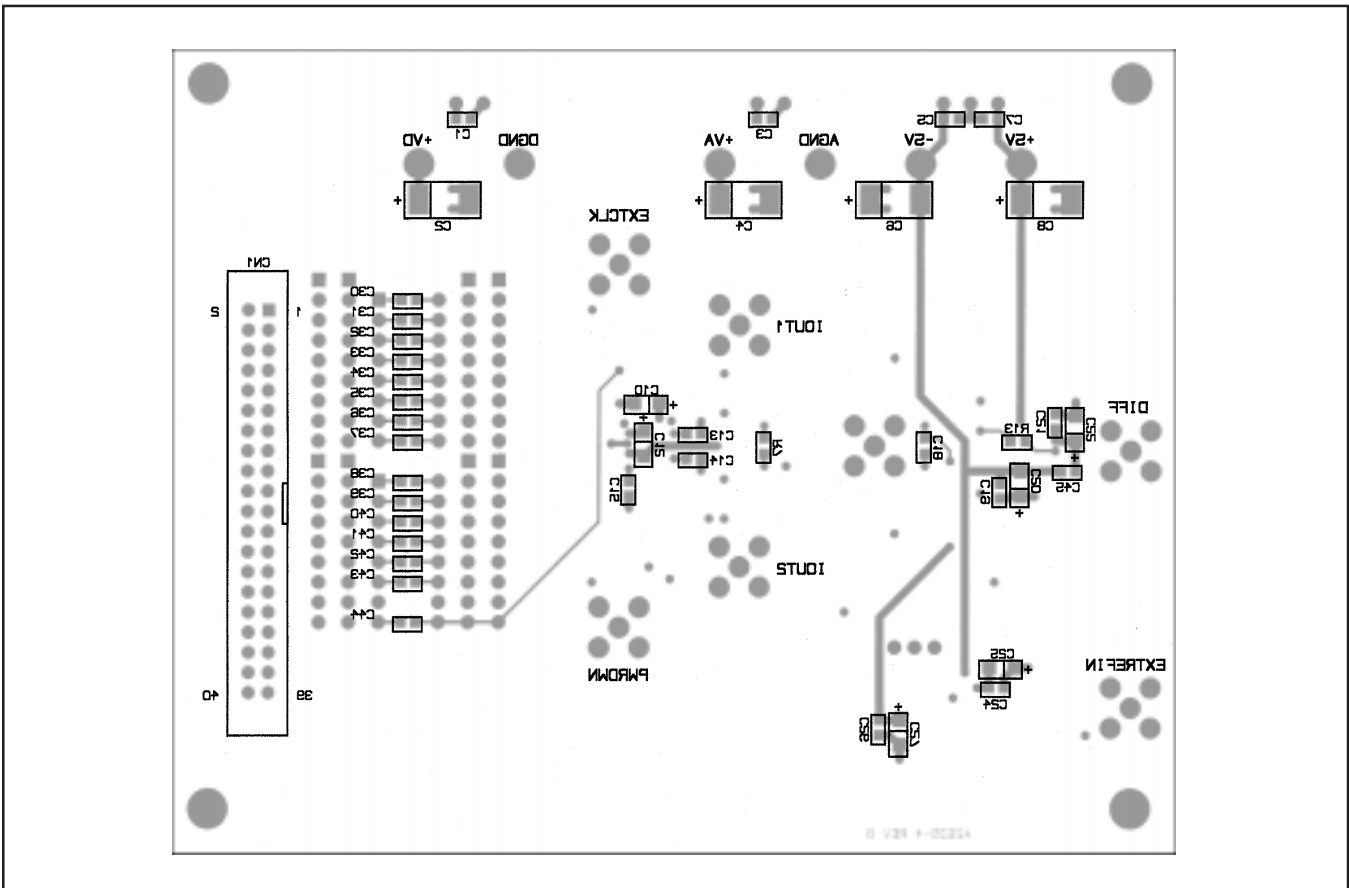 C1
C3
C5
C7
+VD
DGND
+VA
AGND
-5V
+5V
+
+
+
+
C2
C4
C6
C8
EXTCLK
CN1
2
1
C30
C31
C32
C33
C34
C35
C36
C37
C38
C39
C40
C41
C42
C43
C44
40
39
IOUT1
C10
+
+
C15
C13
C14
C12
R7
C18
R13
C21
C22
+
DIFF
C19
C20
+
C45
IOUT2
PWRDWN
C25
+
C24
EXTREFIN
+
C26
C27
REV